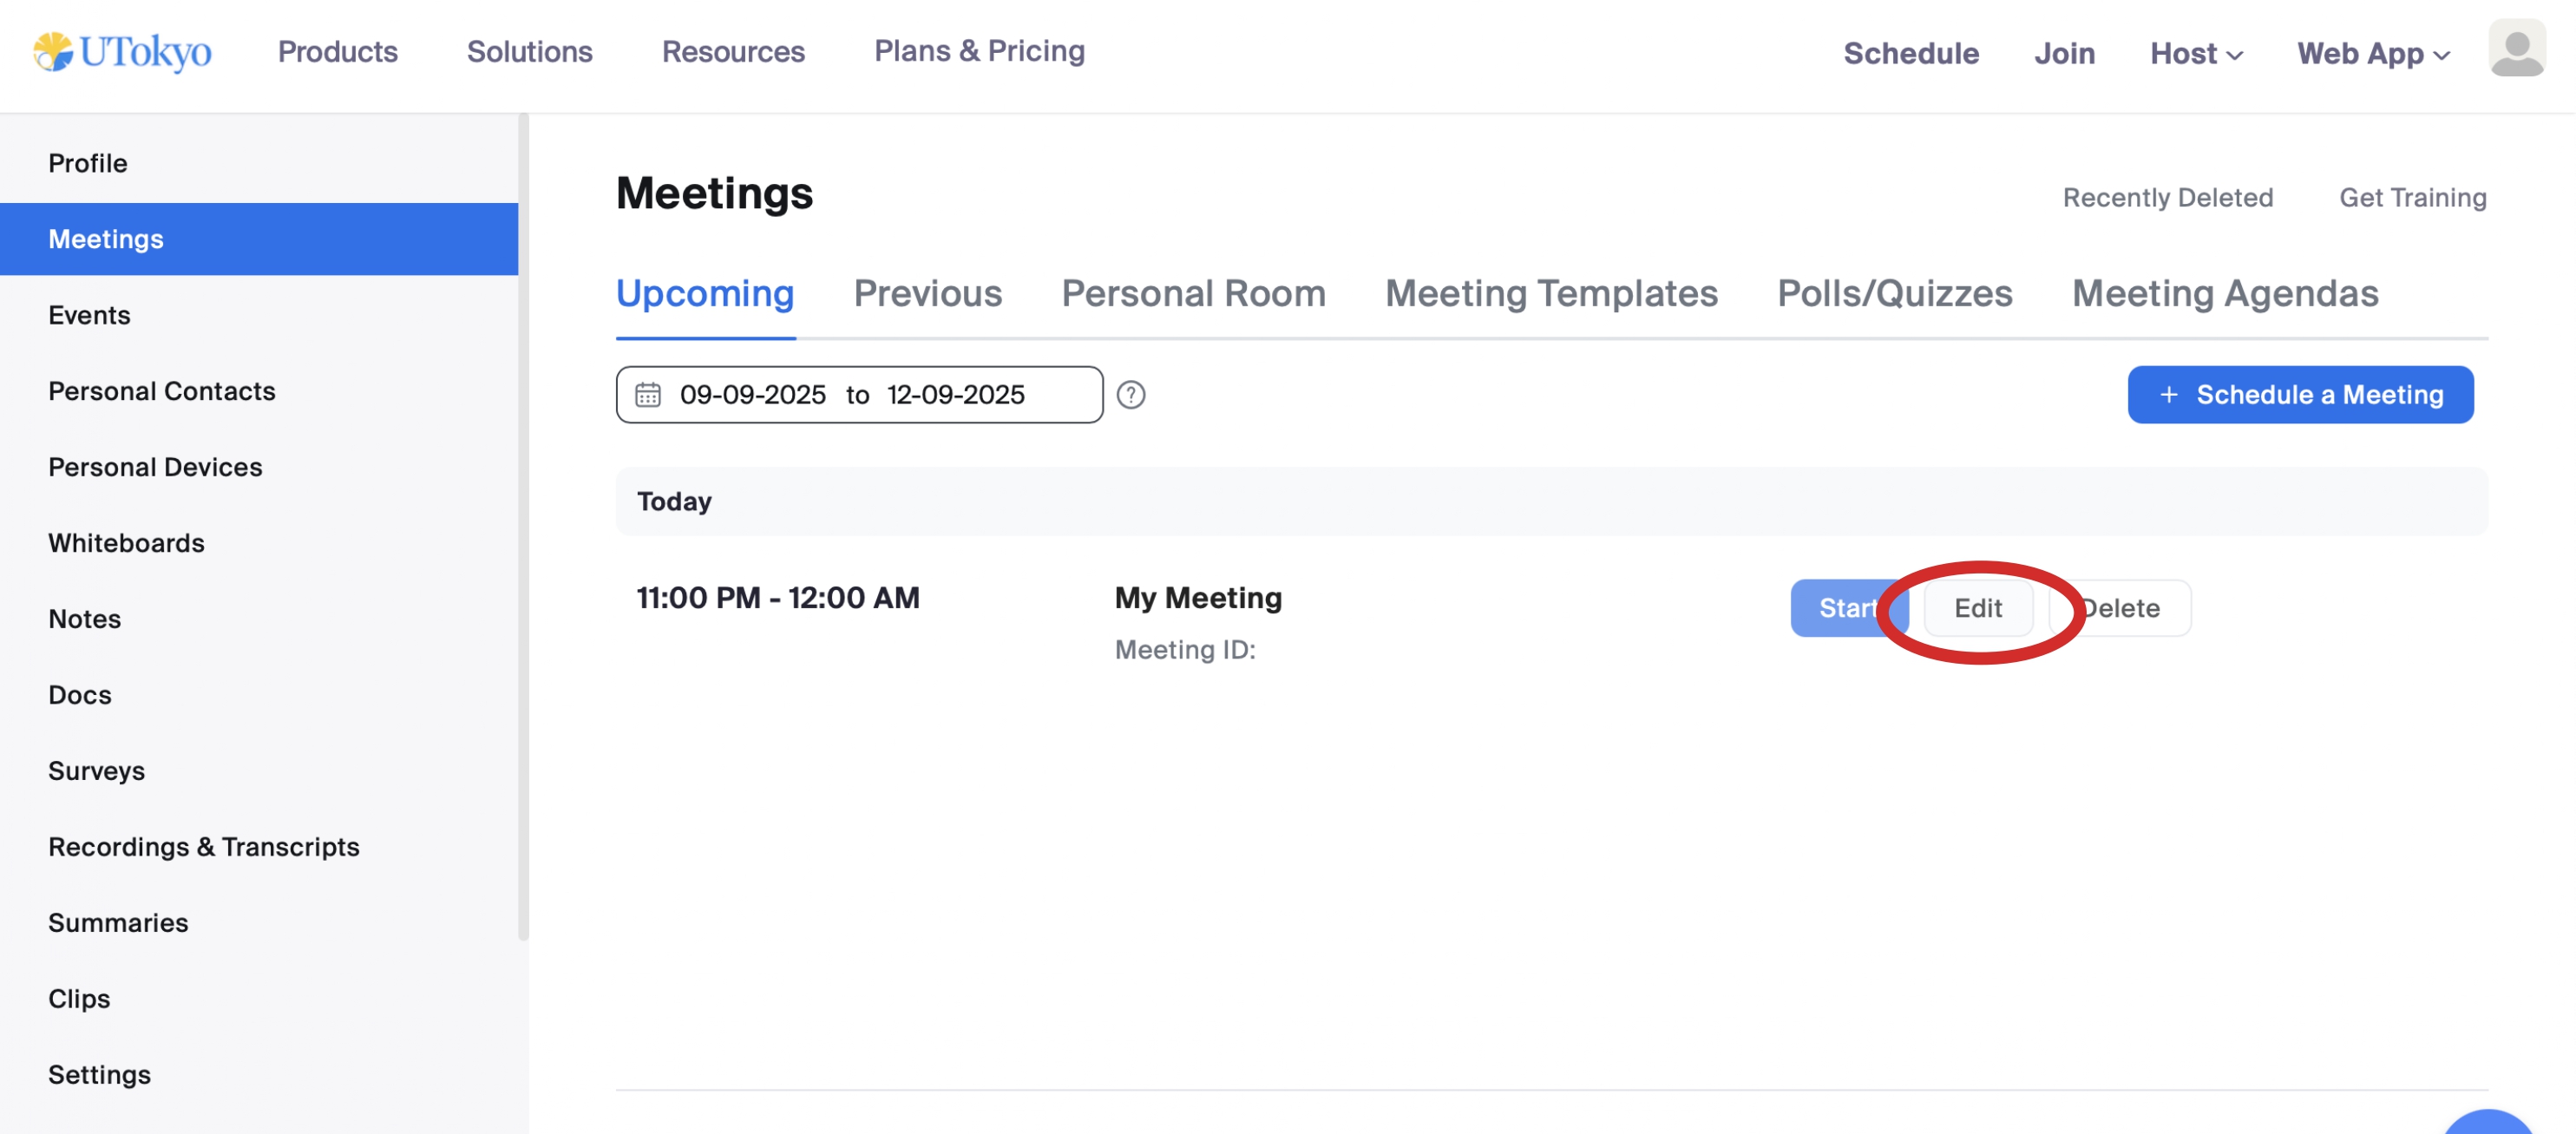 UTokyo Products Solutions Resources Plans & Pricing Schedule Join Host Web App
Profile
Meetings
Events
Personal Contacts
Personal Devices
Whiteboards
Notes
Docs
Surveys
Recordings & Transcripts
Summaries
Clips
Settings
Meetings
Recently Deleted Get Training
Upcoming Previous Personal Room Meeting Templates Polls/Quizzes Meeting Agendas
09-09-2025 to 12-09-2025 ?
+ Schedule a Meeting
Today
11:00 PM - 12:00 AM My Meeting Start Edit Delete
Meeting ID: